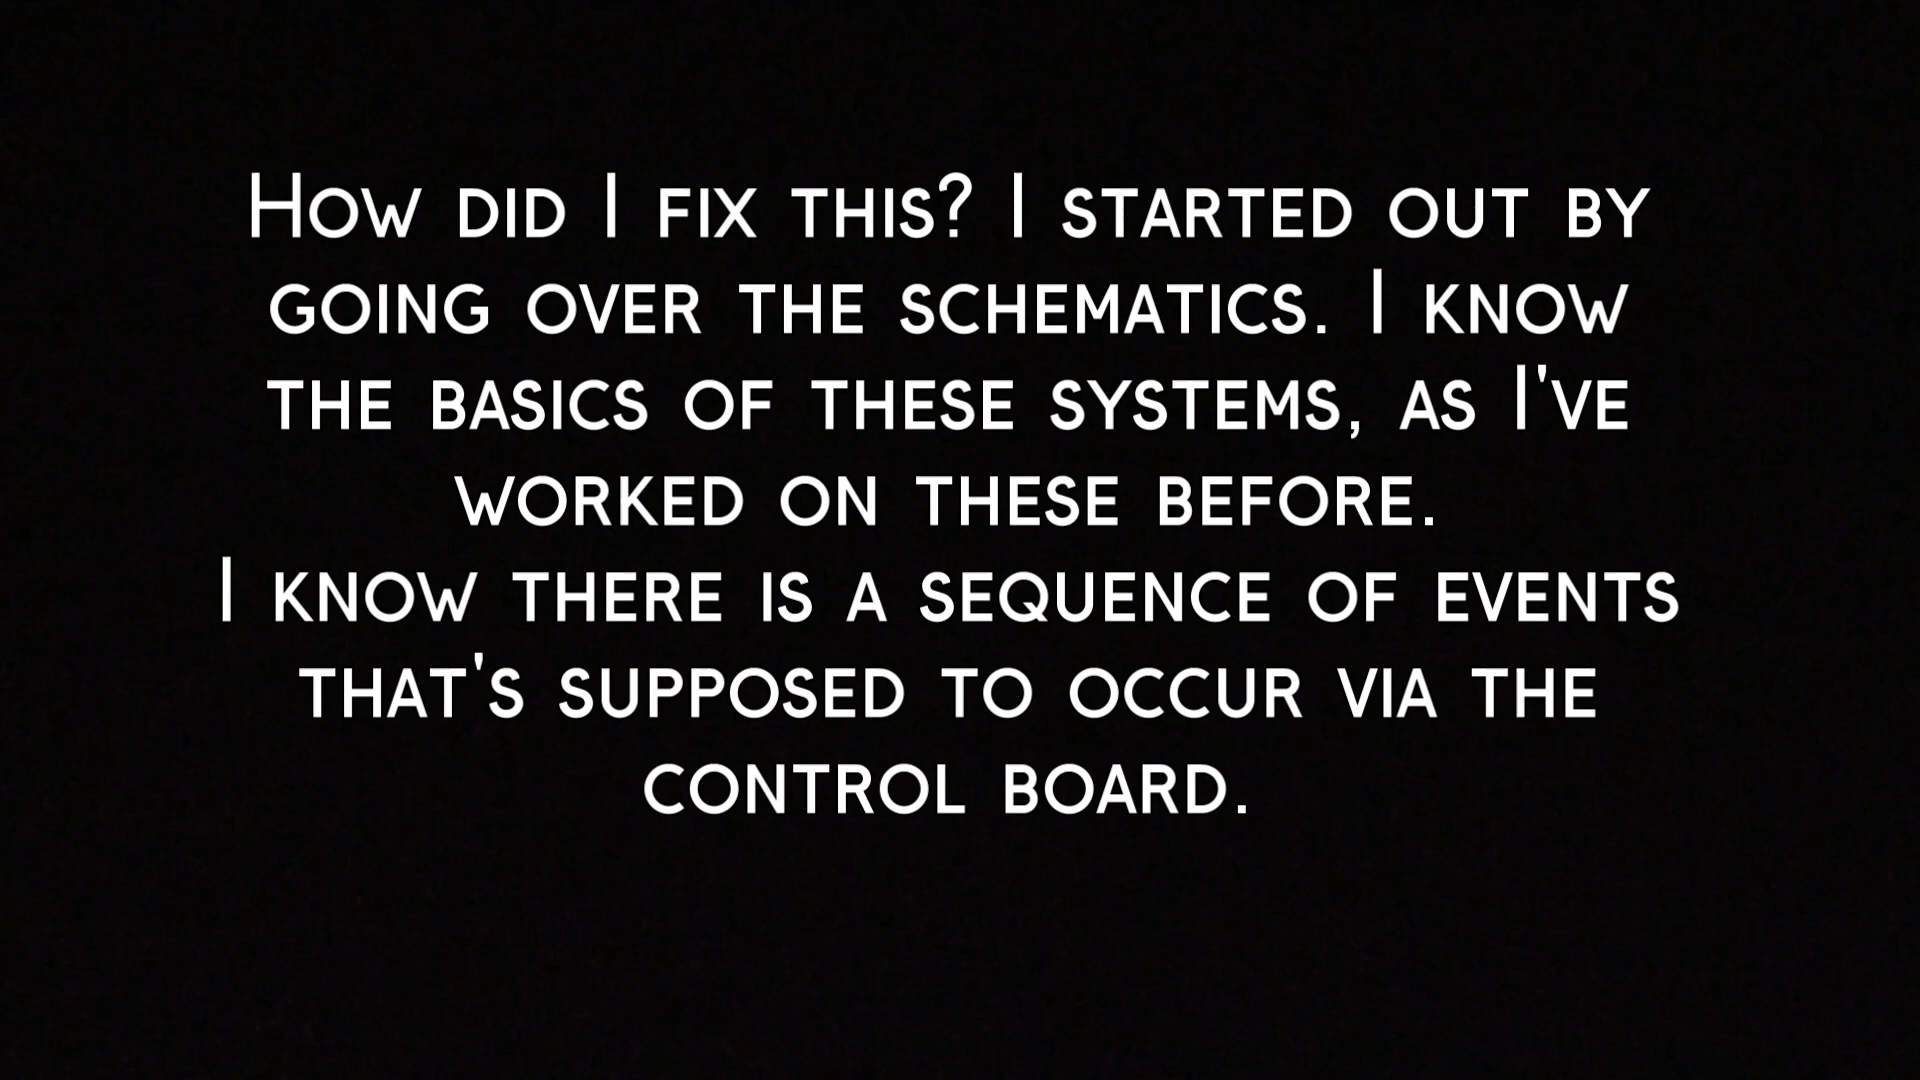 How did I fix this? I started out by
going over the schematics. I know
the basics of these systems, as I've
worked on these before.
I know there is a sequence of events
that's supposed to occur via the
control board.